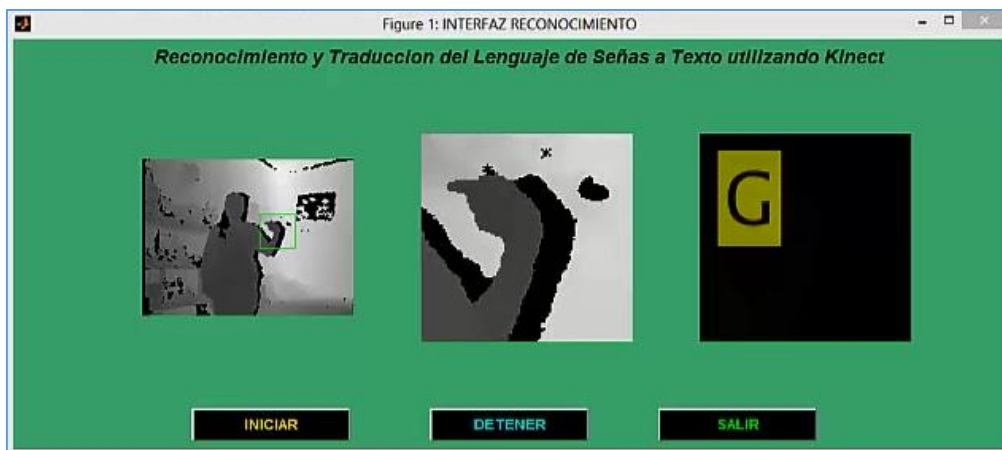 Figure 1: INTERFAZ RECONOCIMIENTO
Reconocimiento y Traduccion del Lenguaje de Señas a Texto utilizando Kinect
G
INICIAR
DETENER
SALIR